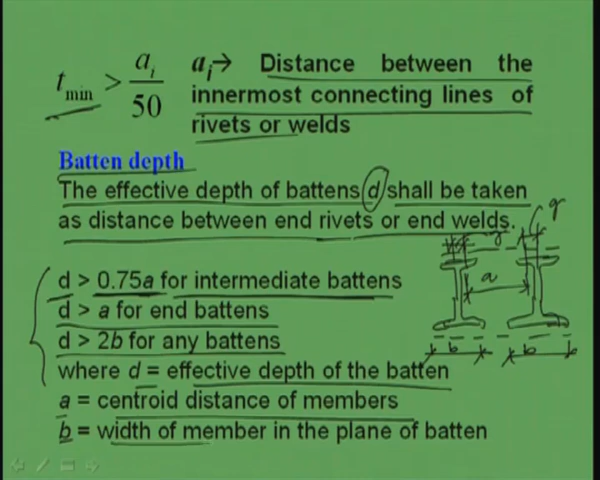 t_min > a_i/50 a_i→ Distance between the
innermost connecting lines of
rivets or welds
Batten depth
The effective depth of battens d shall be taken
as distance between end rivets or end welds.
d > 0.75a for intermediate battens
d > a for end battens
d > 2b for any battens
where d = effective depth of the batten
a = centroid distance of members
b = width of member in the plane of batten
g
g
a
b
b